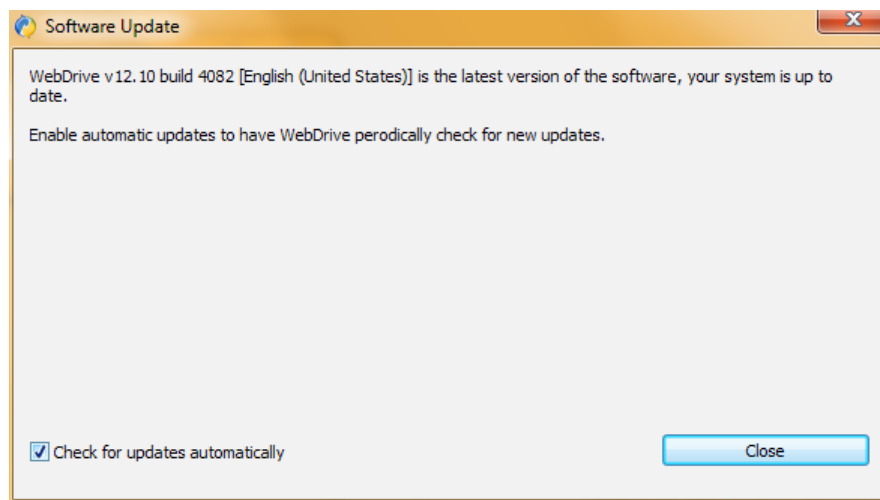 Software Update
WebDrive v12.10 build 4082 [English (United States)] is the latest version of the software, your system is up to
date.
Enable automatic updates to have WebDrive perodically check for new updates.
Check for updates automatically
Close